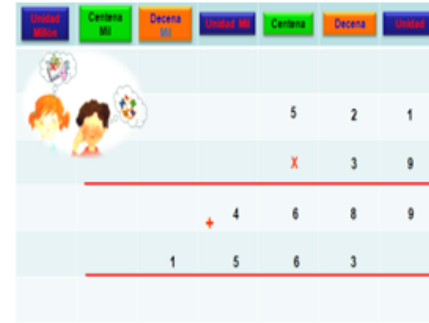 Unidad Millón Centena Mil Decena Mil Unidad Mil Centena Decena Unidad
5 2 1
X 3 9
+ 4 6 8 9
1 5 6 3